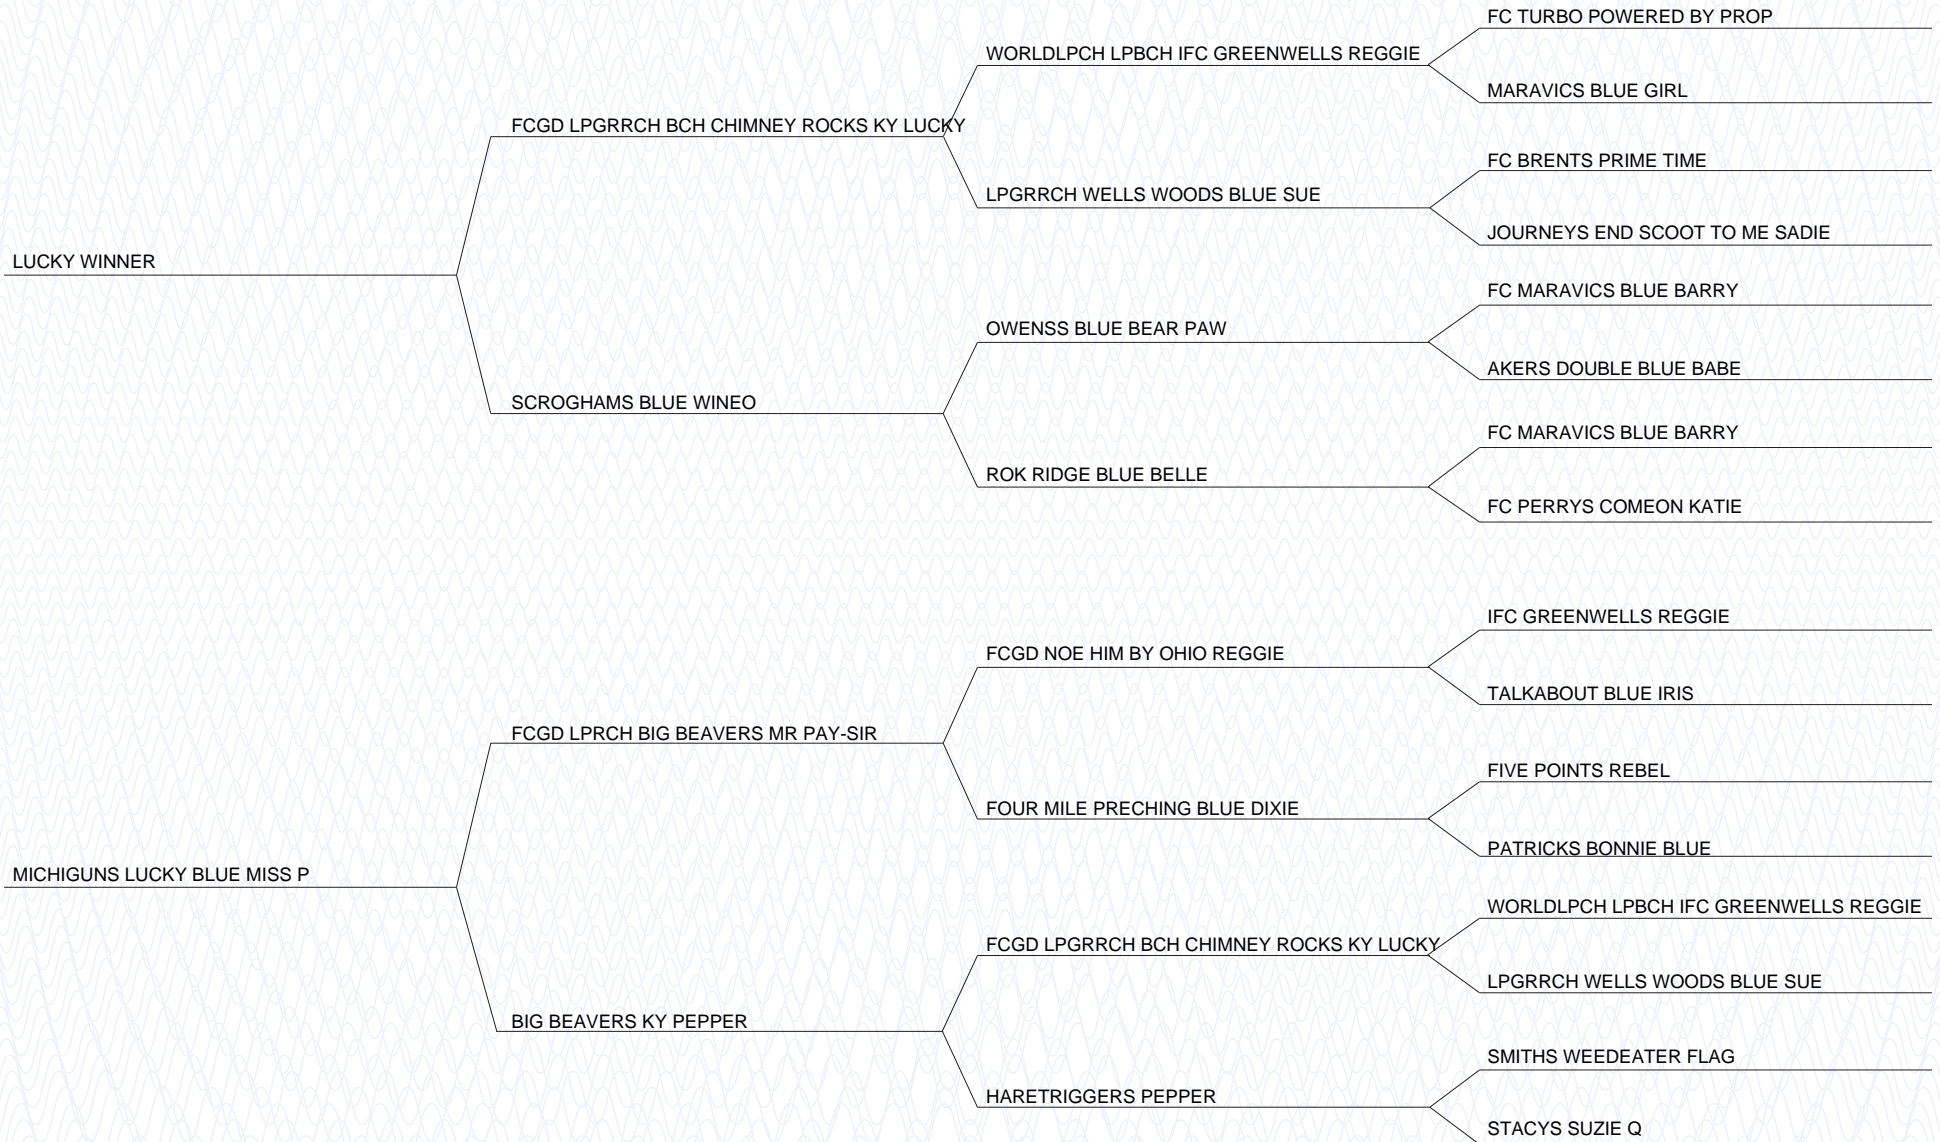 FC TURBO POWERED BY PROP
WORLDLPCH LPBCH IFC GREENWELLS REGGIE
MARAVICS BLUE GIRL
FCGD LPGRRCH BCH CHIMNEY ROCKS KY LUCKY
FC BRENTS PRIME TIME
LPGRRCH WELLS WOODS BLUE SUE
JOURNEYS END SCOOT TO ME SADIE
LUCKY WINNER
FC MARAVICS BLUE BARRY
OWENSS BLUE BEAR PAW
AKERS DOUBLE BLUE BABE
SCROGHAMS BLUE WINEO
FC MARAVICS BLUE BARRY
ROK RIDGE BLUE BELLE
FC PERRYS COMEON KATIE
IFC GREENWELLS REGGIE
FCGD NOE HIM BY OHIO REGGIE
TALKABOUT BLUE IRIS
FCGD LPRCH BIG BEAVERS MR PAY-SIR
FIVE POINTS REBEL
FOUR MILE PRECHING BLUE DIXIE
PATRICKS BONNIE BLUE
MICHIGUNS LUCKY BLUE MISS P
WORLDLPCH LPBCH IFC GREENWELLS REGGIE
FCGD LPGRRCH BCH CHIMNEY ROCKS KY LUCKY
LPGRRCH WELLS WOODS BLUE SUE
BIG BEAVERS KY PEPPER
SMITHS WEEDEATER FLAG
HARETRIGGERS PEPPER
STACYS SUZIE Q